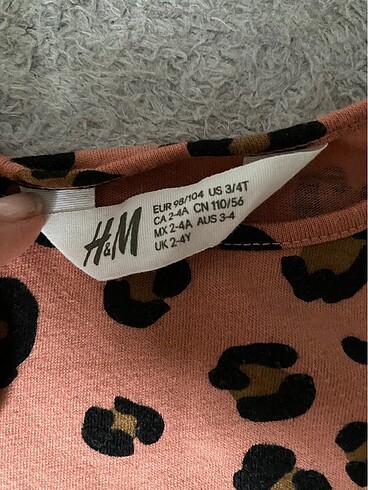 H&M
EUR 98/104 US 3/4T
CA 2-4A CN 110/56
MX 2-4A AUS 3-4
UK 2-4Y